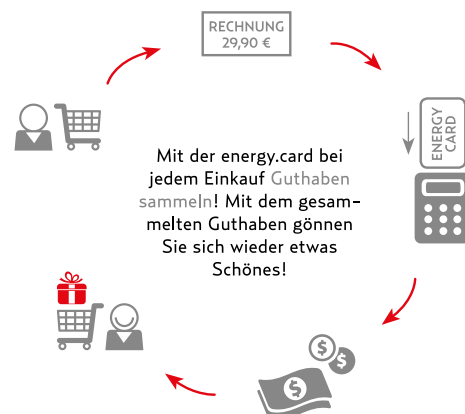 RECHNUNG
29,90 €
ENERGY
CARD
Mit der energy.card bei
jedem Einkauf Guthaben
sammeln! Mit dem gesam-
melten Guthaben gönnen
Sie sich wieder etwas
Schönes!
$
$
$